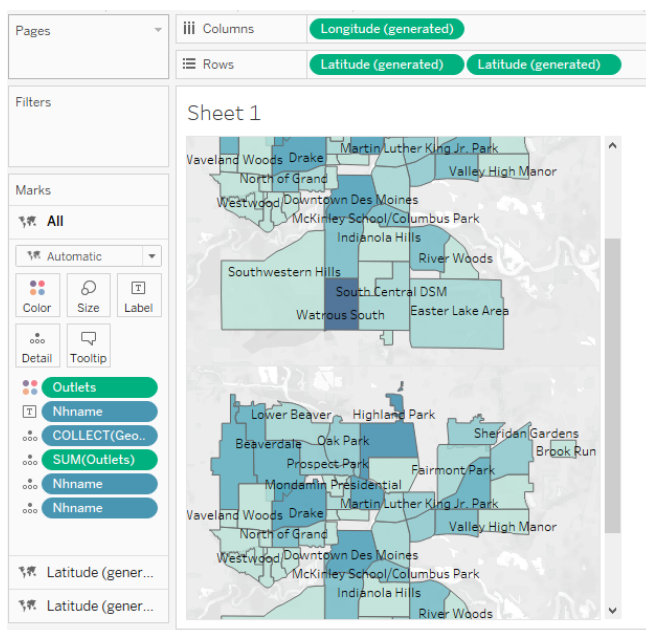 Pages
Columns
Longitude (generated)
Rows
Latitude (generated)
Latitude (generated)
Filters
Sheet 1
Marks
All
Automatic
Color
Size
Label
Detail
Tooltip
Outlets
Nhname
COLLECT(Geo..
SUM(Outlets)
Nhname
Nhname
Latitude (gener...
Latitude (gener...
Martin Luther King Jr. Park
Waveland Woods
Drake
Valley High Manor
North of Grand
Westwood
Downtown Des Moines
McKinley School/Columbus Park
Indianola Hills
River Woods
Southwestern Hills
South Central DSM
Watrous South
Easter Lake Area
Lower Beaver
Highland Park
Beaverdale
Oak Park
Sheridan Gardens
Brook Run
Prospect Park
Fairmont Park
Mondamin Presidential
Martin Luther King Jr. Park
Waveland Woods
Drake
Valley High Manor
North of Grand
Westwood
Downtown Des Moines
McKinley School/Columbus Park
Indianola Hills
River Woods